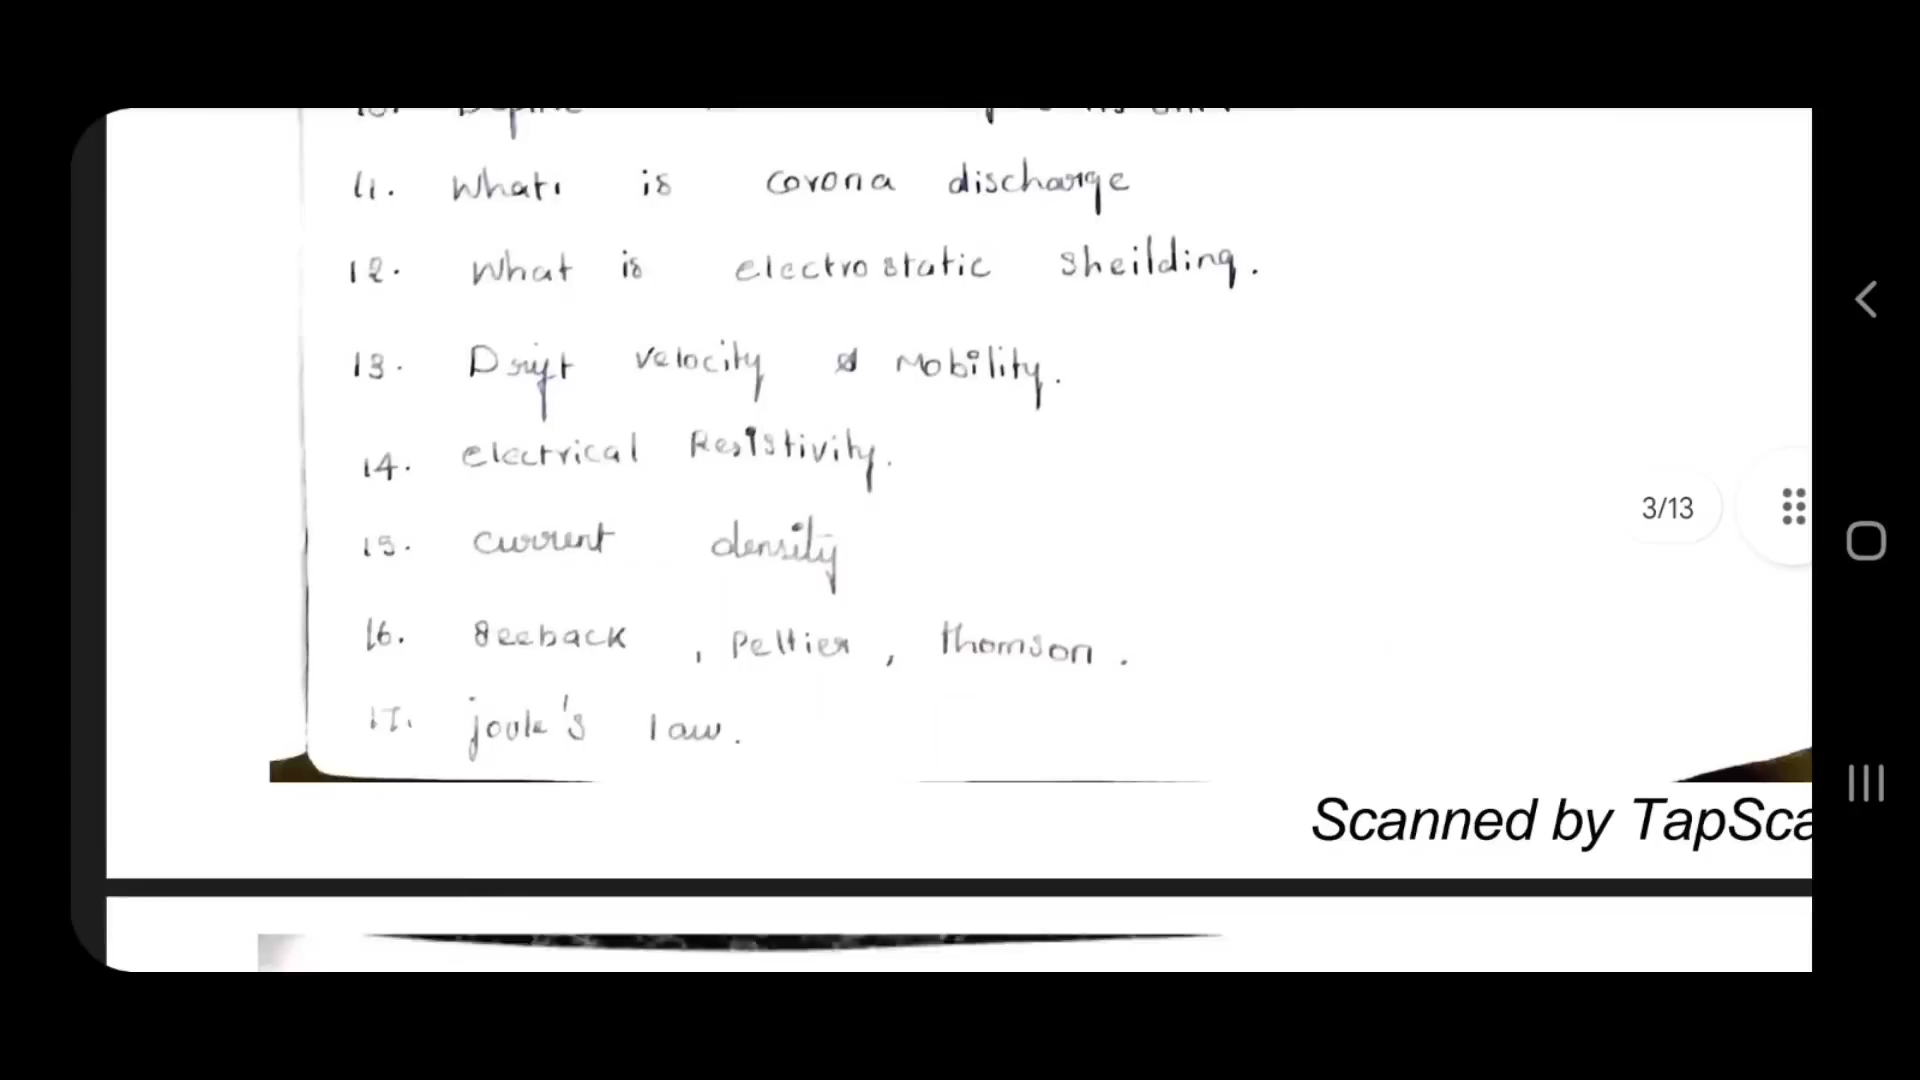 11. What is corona discharge
12. What is electrostatic sheilding.
13. Drift velocity & Mobility.
14. electrical Resistivity.
15. current density
3/13
16. seeback , peltier , thomson .
17. joule's law.
Scanned by TapSca